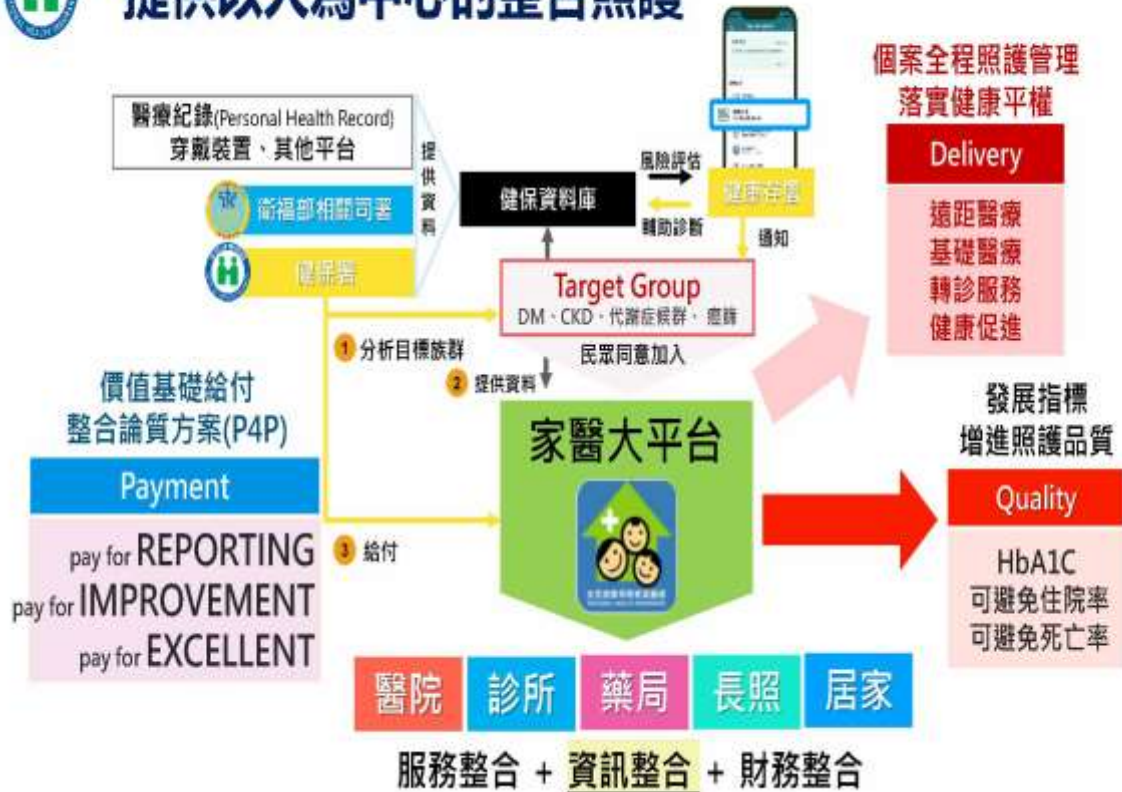 提供以人為中心的整合照護
個案全程照護管理
落實健康平權
Delivery
遠距醫療
基礎醫療
轉診服務
健康促進
醫療紀錄(Personal Health Record)
穿戴裝置、其他平台
衛福部相關司署
健保署
提供資料
健保資料庫
風險評估
輔助診斷
健康存摺
通知
Target Group
DM、CKD、代謝症候群、癌篩
民眾同意加入
1 分析目標族群
2 提供資料
3 給付
價值基礎給付
整合論質方案(P4P)
Payment
pay for REPORTING
pay for IMPROVEMENT
pay for EXCELLENT
家醫大平台
發展指標
增進照護品質
Quality
HbA1C
可避免住院率
可避免死亡率
醫院
診所
藥局
長照
居家
服務整合 + 資訊整合 + 財務整合